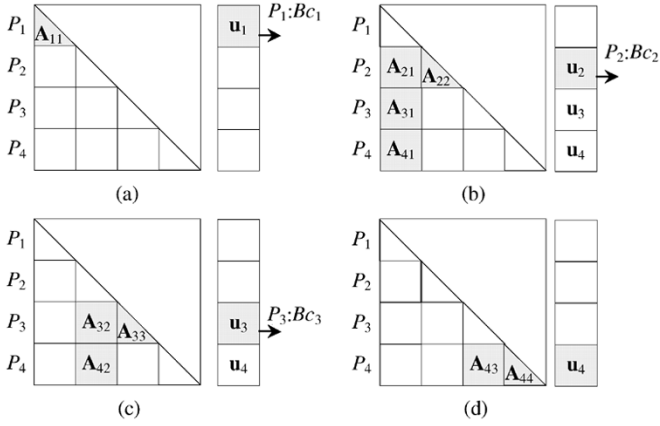 P₁ A₁₁ u₁ P₁:Bc₁
P₂
P₃
P₄
(a)
P₁
P₂ A₂₁ A₂₂ u₂ P₂:Bc₂
P₃ A₃₁ u₃
P₄ A₄₁ u₄
(b)
P₁
P₂
P₃ A₃₂ A₃₃ u₃ P₃:Bc₃
P₄ A₄₂ u₄
(c)
P₁
P₂
P₃
P₄ A₄₃ A₄₄ u₄
(d)